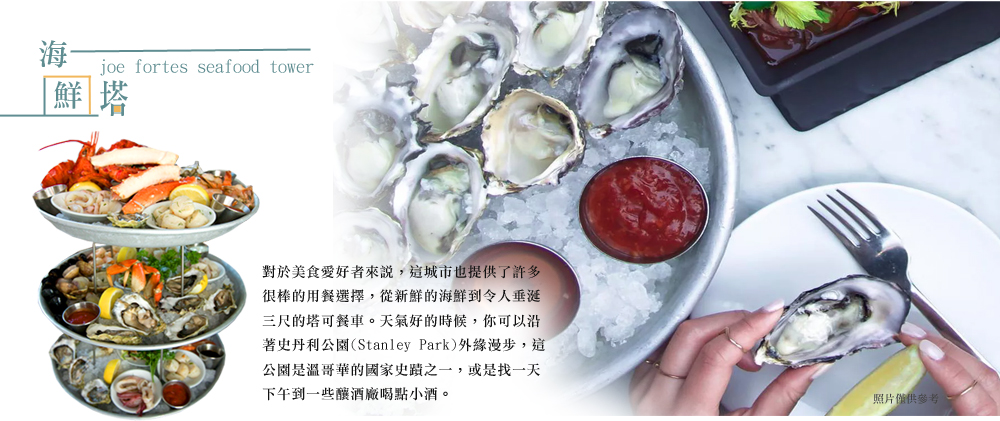 海鮮塔
joe fortes seafood tower
對於美食愛好者來說，這城市也提供了許多
很棒的用餐選擇，從新鮮的海鮮到令人垂涎
三尺的塔可餐車。天氣好的時候，你可以沿
著史丹利公園(Stanley Park)外緣漫步，這
公園是溫哥華的國家史蹟之一，或是找一天
下午到一些釀酒廠喝點小酒。
照片僅供參考